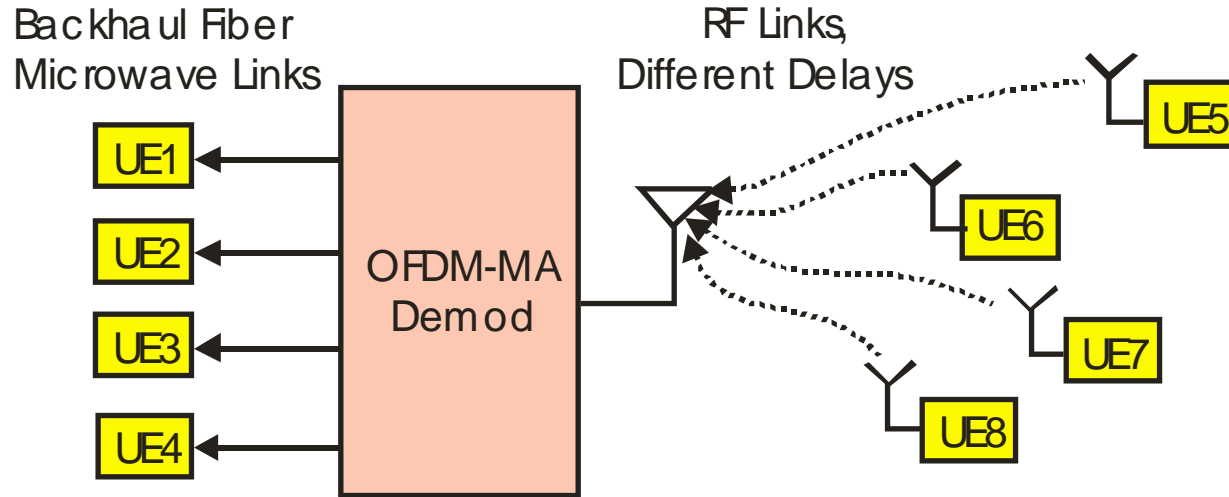 Backhaul Fiber
Microwave Links
RF Links,
Different Delays
UE1
UE2
UE3
UE4
OFDM-MA
Demod
UE5
UE6
UE7
UE8